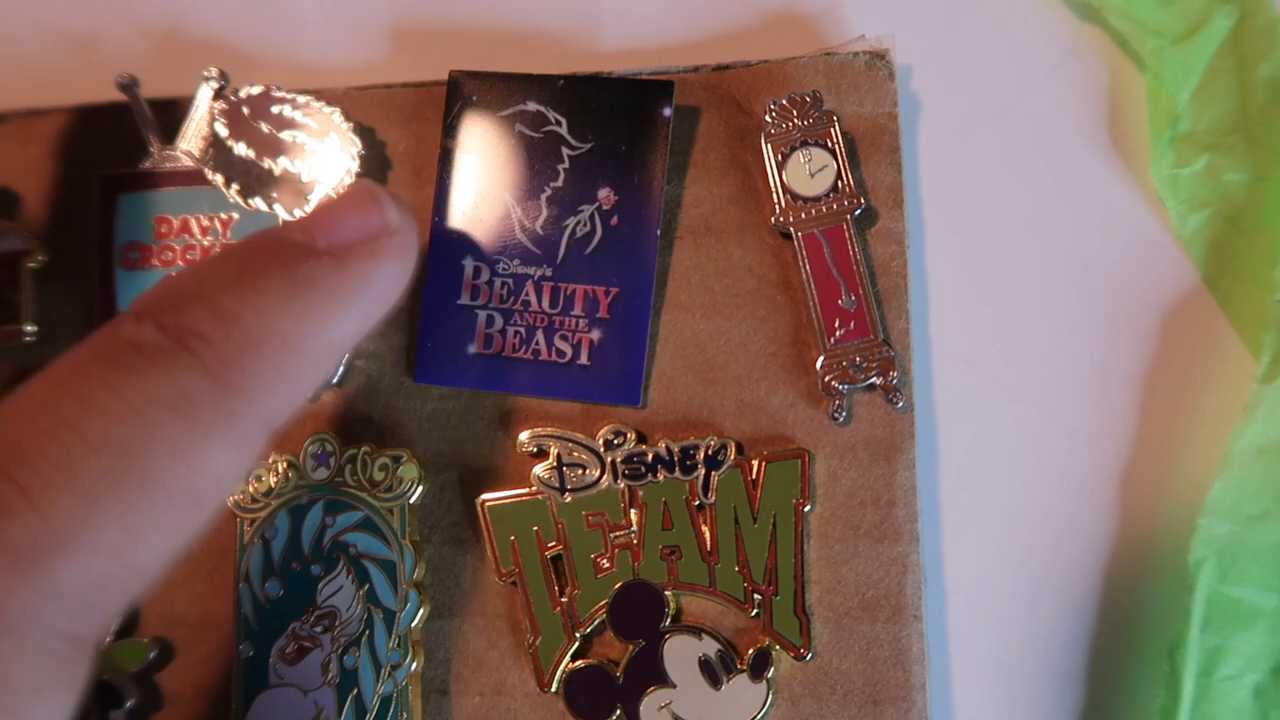 DAVY
CROCK
Disney's
BEAUTY
AND THE
BEAST
Disney
TEAM